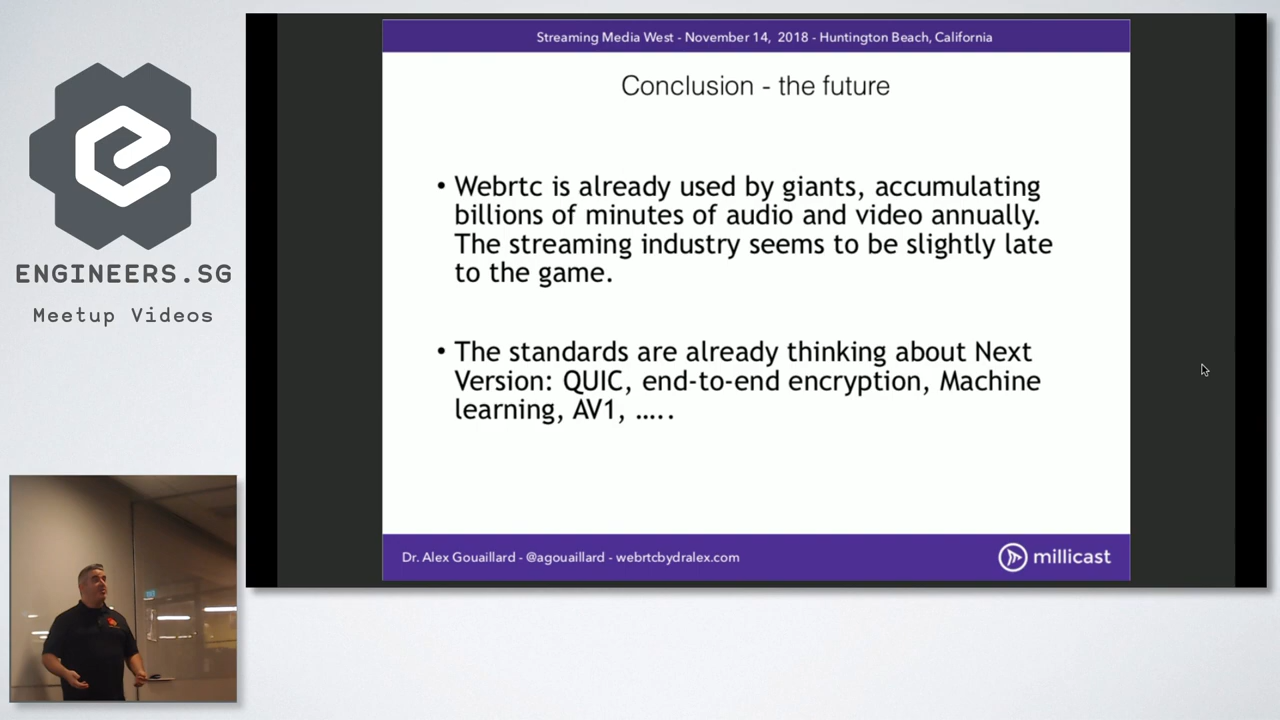 ENGINEERS.SG
Meetup Videos
Streaming Media West - November 14, 2018 - Huntington Beach, California
Conclusion - the future
• Webrtc is already used by giants, accumulating
billions of minutes of audio and video annually.
The streaming industry seems to be slightly late
to the game.
• The standards are already thinking about Next
Version: QUIC, end-to-end encryption, Machine
learning, AV1, .....
Dr. Alex Gouaillard - @agouaillard - webrtcbydralex.com
millicast